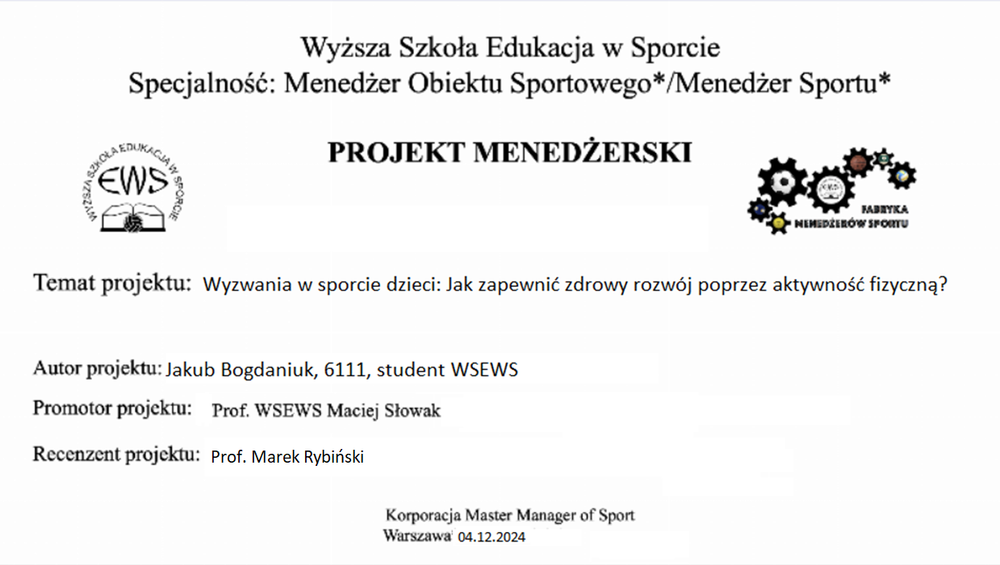 Wyższa Szkoła Edukacja w Sporcie
Specjalność: Menedżer Obiektu Sportowego*/Menedżer Sportu*
PROJEKT MENEDŻERSKI
WYŻSZA SZKOŁA EDUKACJA W SPORCIE
EWS
EWS
FABRYKA
MENEDŻERÓW SPORTU
Temat projektu: Wyzwania w sporcie dzieci: Jak zapewnić zdrowy rozwój poprzez aktywność fizyczną?
Autor projektu: Jakub Bogdaniuk, 6111, student WSEWS
Promotor projektu: Prof. WSEWS Maciej Słowak
Recenzent projektu: Prof. Marek Rybiński
Korporacja Master Manager of Sport
Warszawa 04.12.2024